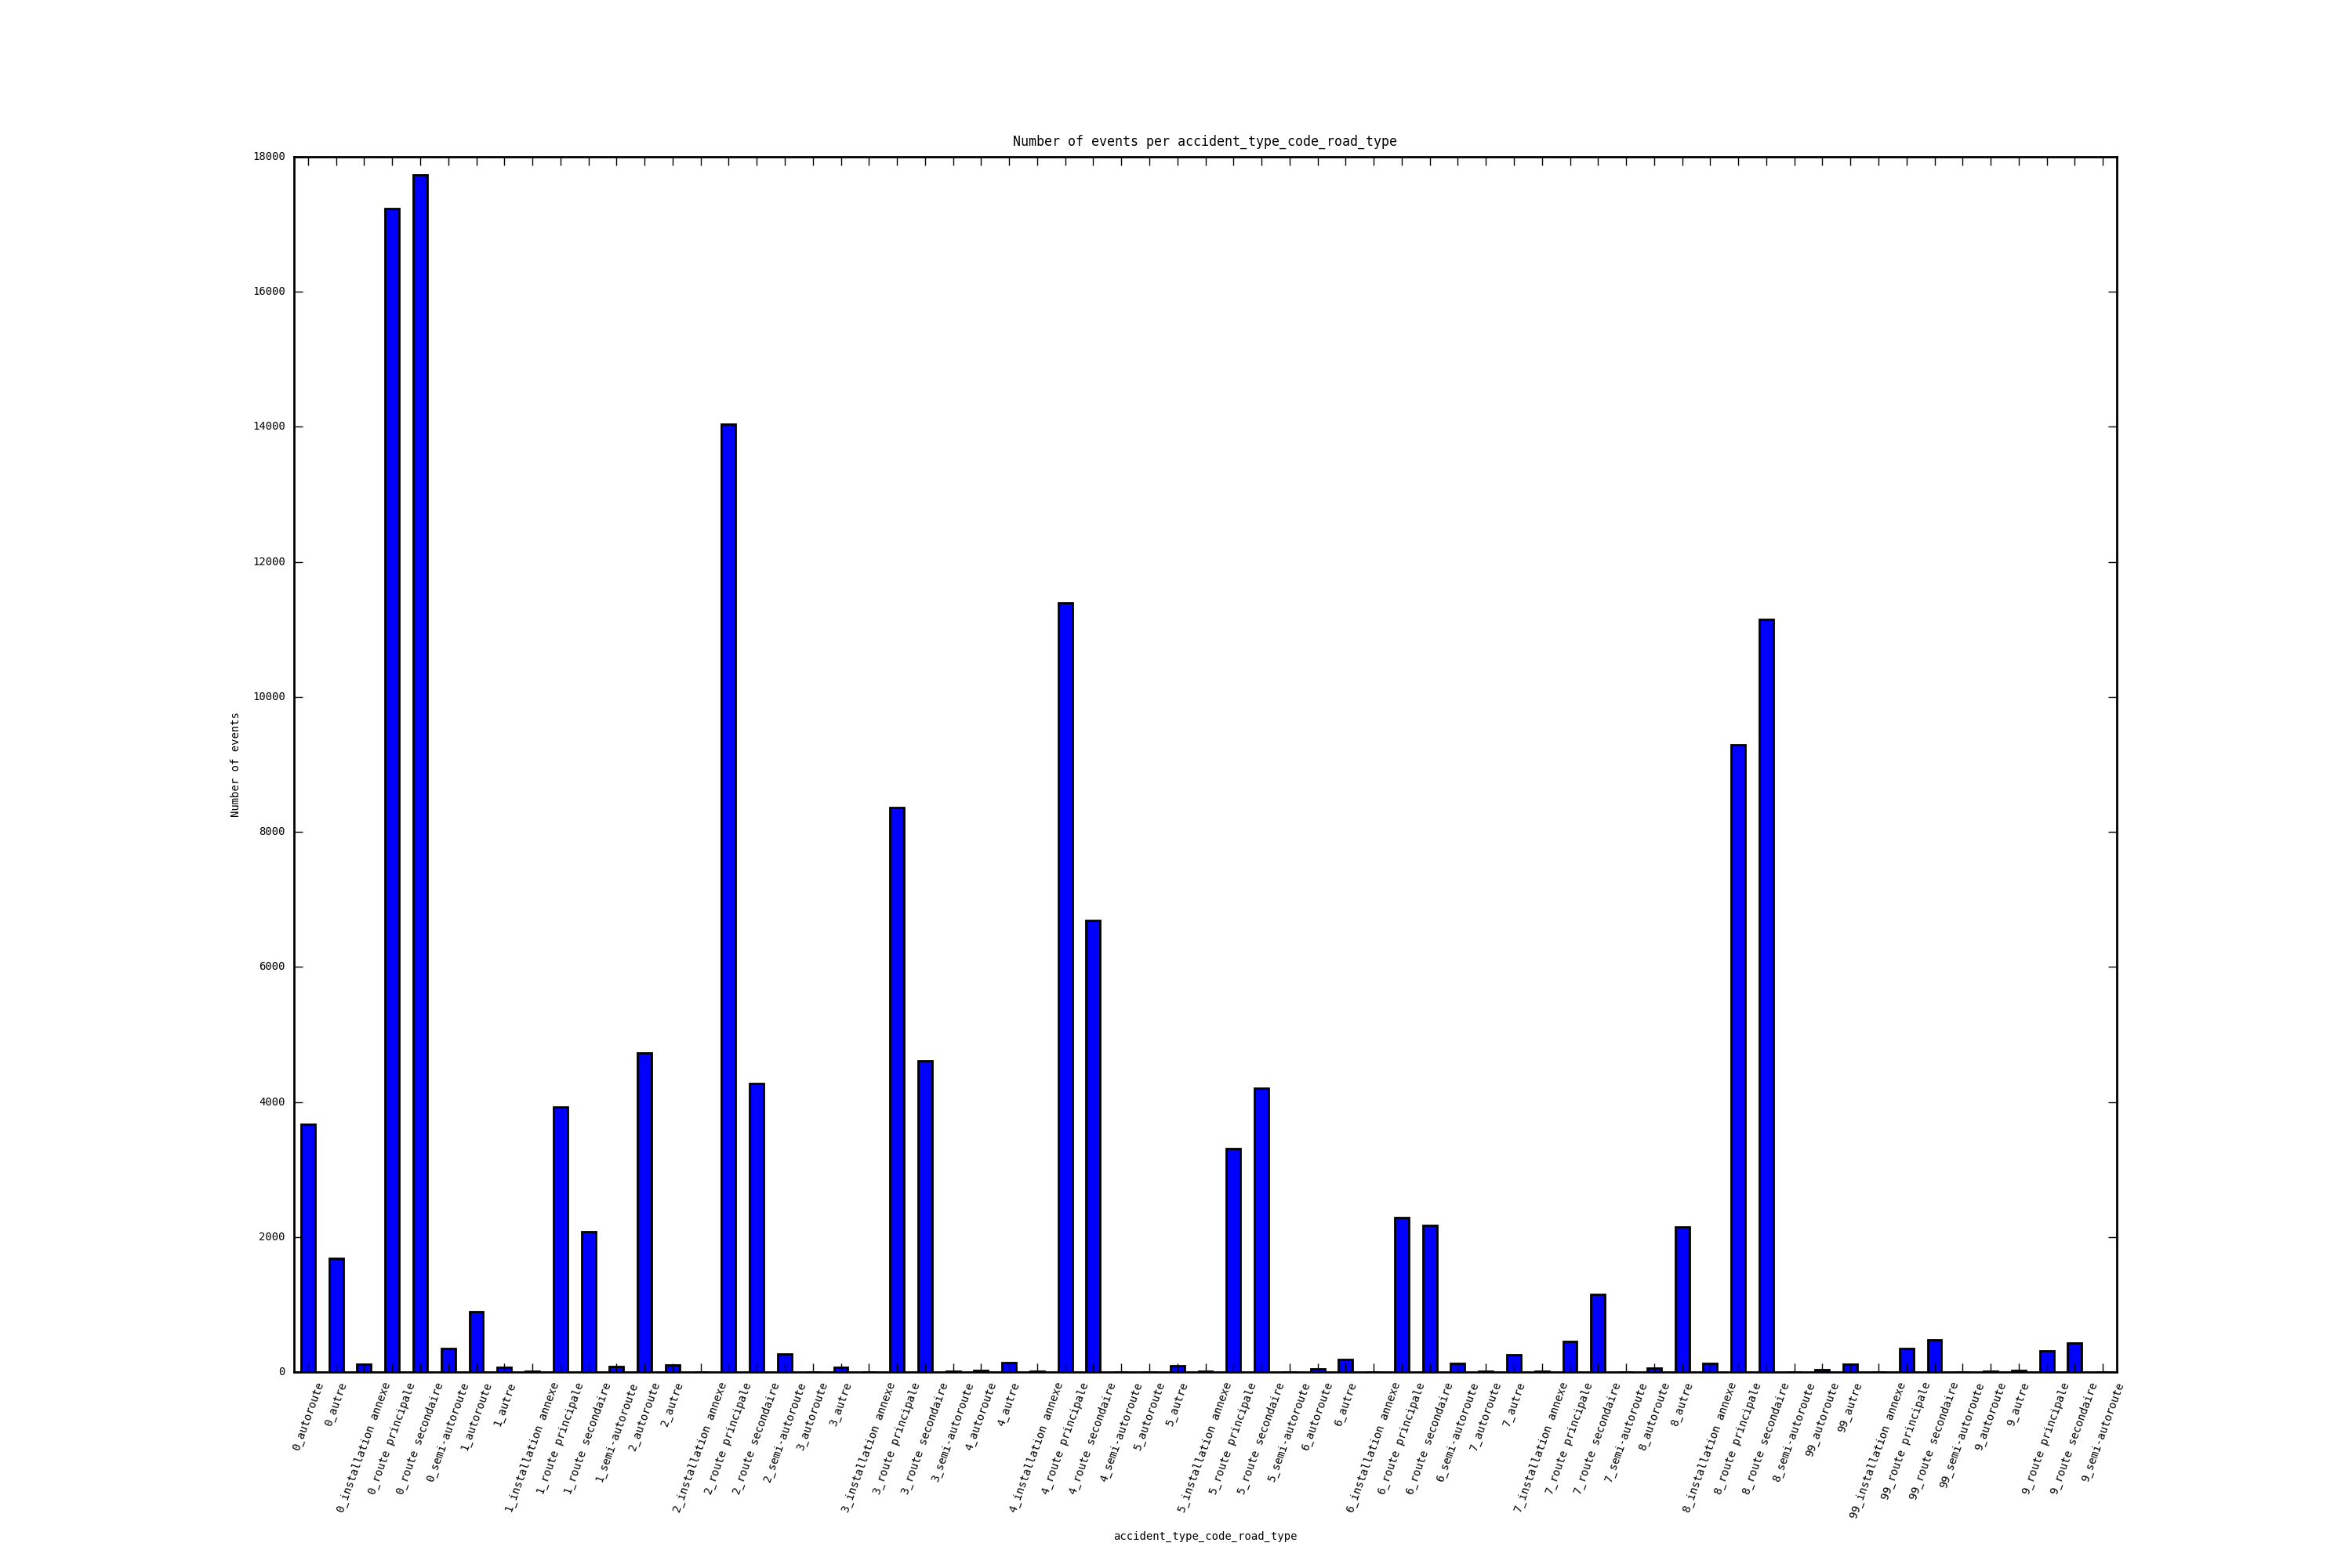 Number of events per accident_type_code_road_type
18000
16000
14000
12000
10000
8000
6000
4000
2000
0
Number of events
0_autoroute
0_autre
0_installation annexe
0_route principale
0_route secondaire
0_semi-autoroute
1_autoroute
1_autre
1_installation annexe
1_route principale
1_route secondaire
1_semi-autoroute
2_autoroute
2_autre
2_installation annexe
2_route principale
2_route secondaire
2_semi-autoroute
3_autoroute
3_autre
3_installation annexe
3_route principale
3_route secondaire
3_semi-autoroute
4_autoroute
4_autre
4_installation annexe
4_route principale
4_route secondaire
4_semi-autoroute
5_autoroute
5_autre
5_installation annexe
5_route principale
5_route secondaire
5_semi-autoroute
6_autoroute
6_autre
6_installation annexe
6_route principale
6_route secondaire
6_semi-autoroute
7_autoroute
7_autre
7_installation annexe
7_route principale
7_route secondaire
7_semi-autoroute
8_autoroute
8_autre
8_installation annexe
8_route principale
8_route secondaire
8_semi-autoroute
99_autoroute
99_autre
99_installation annexe
99_route principale
99_route secondaire
99_semi-autoroute
9_autoroute
9_autre
9_route principale
9_route secondaire
9_semi-autoroute
accident_type_code_road_type